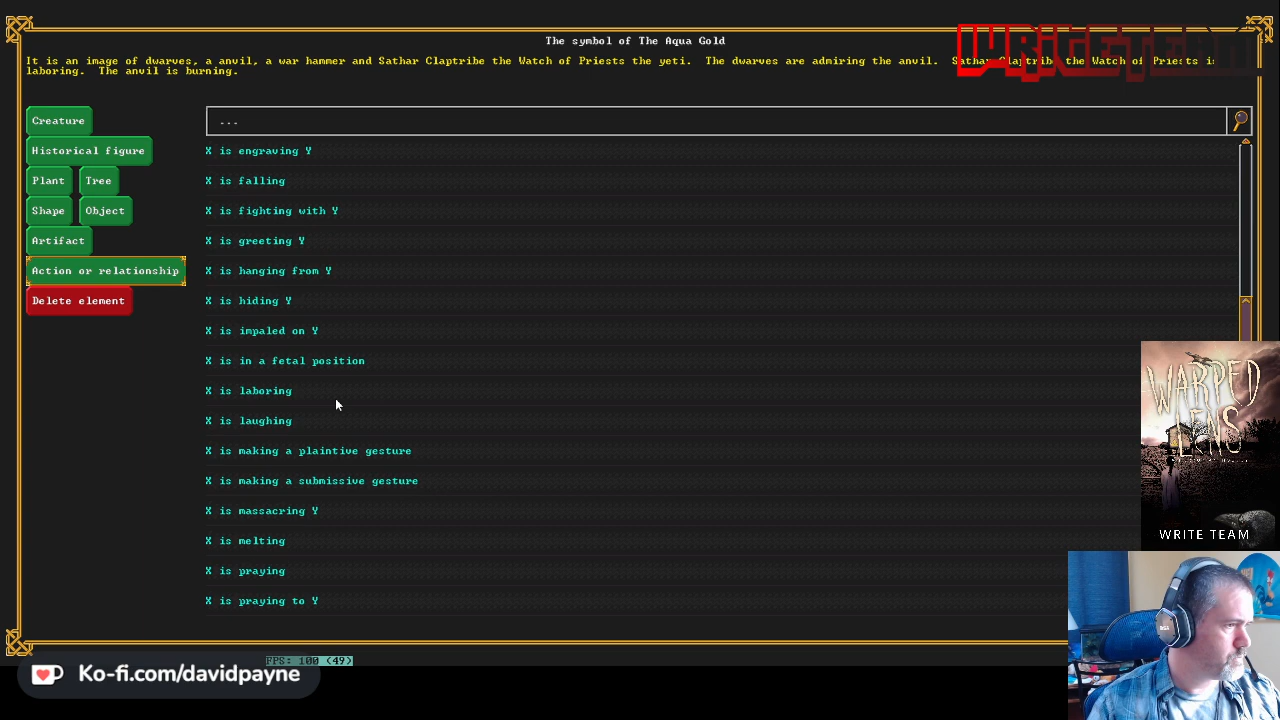 The symbol of The Aqua Gold
WRITETEAM
It is an image of dwarves, a anvil, a war hammer and Sathar Claptribe the Watch of Priests the yeti.  The dwarves are admiring the anvil.  Sathar Claptribe the Watch of Priests is
laboring.  The anvil is burning.
Creature
...
Historical figure
X is engraving Y
Plant Tree
X is falling
Shape Object
X is fighting with Y
Artifact
X is greeting Y
Action or relationship
X is hanging from Y
Delete element
X is hiding Y
X is impaled on Y
X is in a fetal position
X is laboring
X is laughing
X is making a plaintive gesture
X is making a submissive gesture
X is massacring Y
X is melting
X is praying
X is praying to Y
WARPED
LENS
WRITE TEAM
FPS: 100 (49)
Ko-fi.com/davidpayne